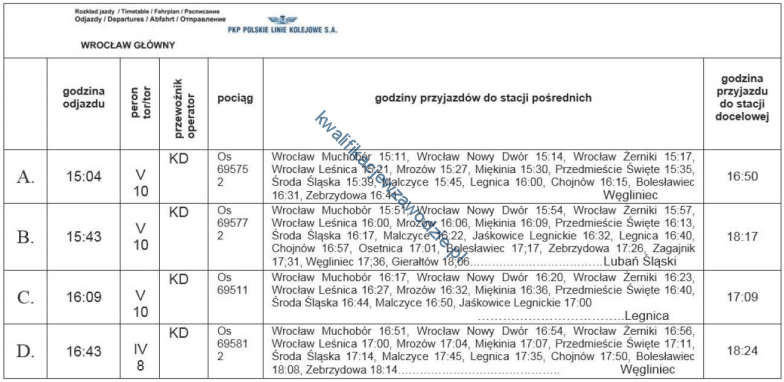 Rozkład jazdy / Timetable / Fahrplan / Расписание
Odjazdy / Departures / Abfahrt / Отправление
PKP POLSKIE LINIE KOLEJOWE S.A.
WROCŁAW GŁÓWNY
godzina odjazdu
peron tor/tor
przewoźnik operator
pociąg
godziny przyjazdów do stacji pośrednich
godzina przyjazdu do stacji docelowej
A.
15:04
V
10
KD
Os
69575
2
Wrocław Muchobór 15:11, Wrocław Nowy Dwór 15:14, Wrocław Żerniki 15:17,
Wrocław Leśnica 15:21, Mrozów 15:27, Miękinia 15:30, Przedmieście Święte 15:35,
Środa Śląska 15:39, Malczyce 15:45, Legnica 16:00, Chojnów 16:15, Bolesławiec
16:31, Zebrzydowa 16:4
Węgliniec
16:50
B.
15:43
V
10
KD
Os
69577
2
Wrocław Muchobór 15:51, Wrocław Nowy Dwór 15:54, Wrocław Żerniki 15:57,
Wrocław Leśnica 16:00, Mrozów 16:06, Miękinia 16:09, Przedmieście Święte 16:13,
Środa Śląska 16:17, Malczyce 16:22, Jaśkowice Legnickie 16:32, Legnica 16:40,
Chojnów 16:57, Osetnica 17:01, Bolesławiec 17;17, Zebrzydowa 17:26, Zagajnik
17;31, Węgliniec 17;36, Gierałtów 18;06……………………………Lubań Śląski
18:17
C.
16:09
V
10
KD
Os
69511
Wrocław Muchobór 16:17, Wrocław Nowy Dwór 16:20, Wrocław Żerniki 16:23,
Wrocław Leśnica 16:27, Mrozów 16:32, Miękinia 16:36, Przedmieście Święte 16:40,
Środa Śląska 16:44, Malczyce 16:50, Jaśkowice Legnickie 17:00
……………………………..Legnica
17:09
D.
16:43
IV
8
KD
Os
69581
2
Wrocław Muchobór 16:51, Wrocław Nowy Dwór 16:54, Wrocław Żerniki 16:56,
Wrocław Leśnica 17:00, Mrozów 17:04, Miękinia 17:07, Przedmieście Święte 17:11,
Środa Śląska 17:14, Malczyce 17:45, Legnica 17:35, Chojnów 17:50, Bolesławiec
18:08, Zebrzydowa 18:14…………………………………. Węgliniec
18:24
kwalifikacjewzawodzie.pl